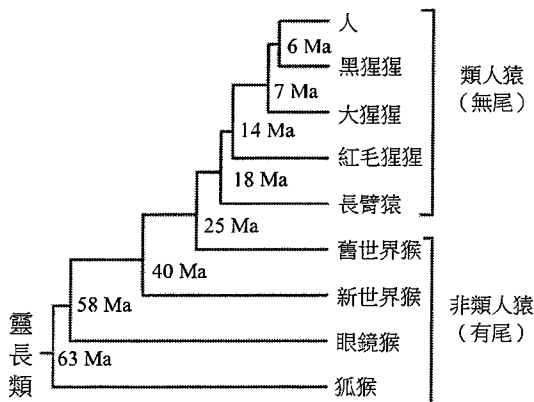 人
6 Ma
黑猩猩
7 Ma
大猩猩
14 Ma
紅毛猩猩
18 Ma
長臂猿
25 Ma
舊世界猴
40 Ma
新世界猴
58 Ma
眼鏡猴
63 Ma
狐猴
靈長類
類人猿
(無尾)
非類人猿
(有尾)